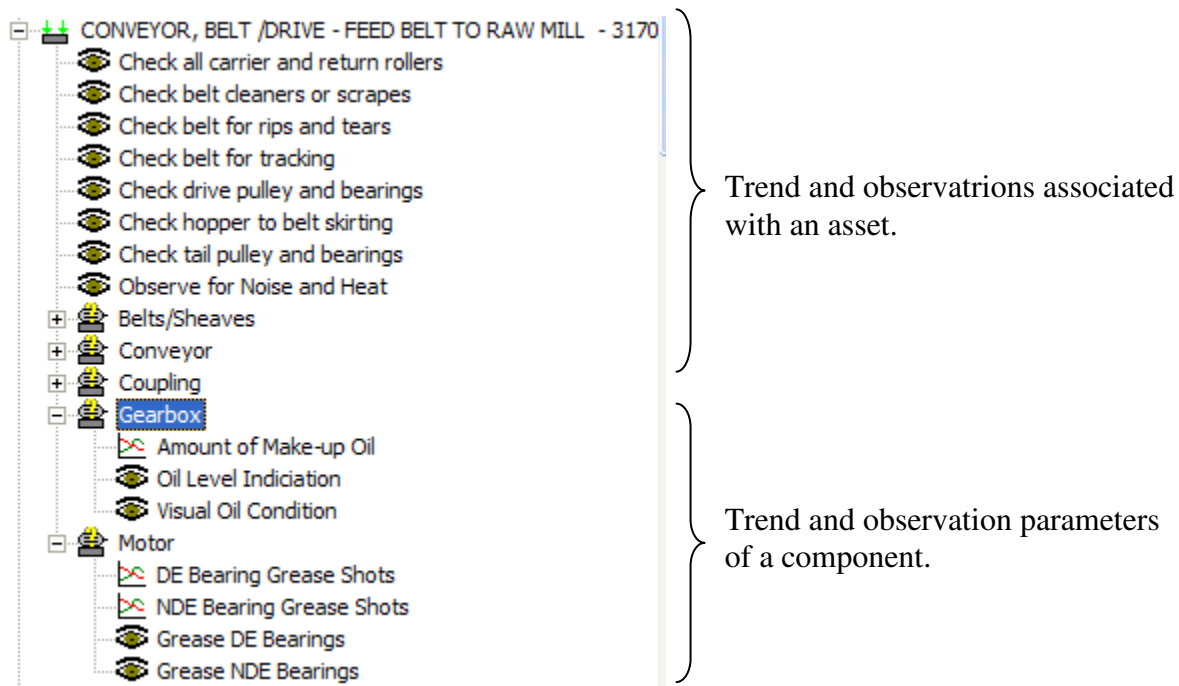 CONVEYOR, BELT /DRIVE - FEED BELT TO RAW MILL - 3170
Check all carrier and return rollers
Check belt cleaners or scrapes
Check belt for rips and tears
Check belt for tracking
Check drive pulley and bearings
Check hopper to belt skirting
Check tail pulley and bearings
Observe for Noise and Heat
Belts/Sheaves
Conveyor
Coupling
Gearbox
Amount of Make-up Oil
Oil Level Indiciation
Visual Oil Condition
Motor
DE Bearing Grease Shots
NDE Bearing Grease Shots
Grease DE Bearings
Grease NDE Bearings
Trend and observatrions associated
with an asset.
Trend and observation parameters
of a component.